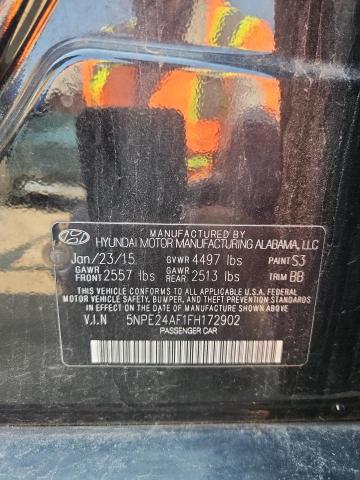 MANUFACTURED BY
HYUNDAI MOTOR MANUFACTURING ALABAMA, LLC
Jan/23/15 GVWR 4497 lbs PAINT S3
GAWR FRONT 2557 lbs GAWR REAR 2513 lbs TRIM BB
THIS VEHICLE CONFORMS TO ALL APPLICABLE U.S.A. FEDERAL
MOTOR VEHICLE SAFETY, BUMPER, AND THEFT PREVENTION
STANDARDS IN EFFECT ON THE DATE OF MANUFACTURE SHOWN ABOVE.
V.I.N 5NPE24AF1FH172902
PASSENGER CAR